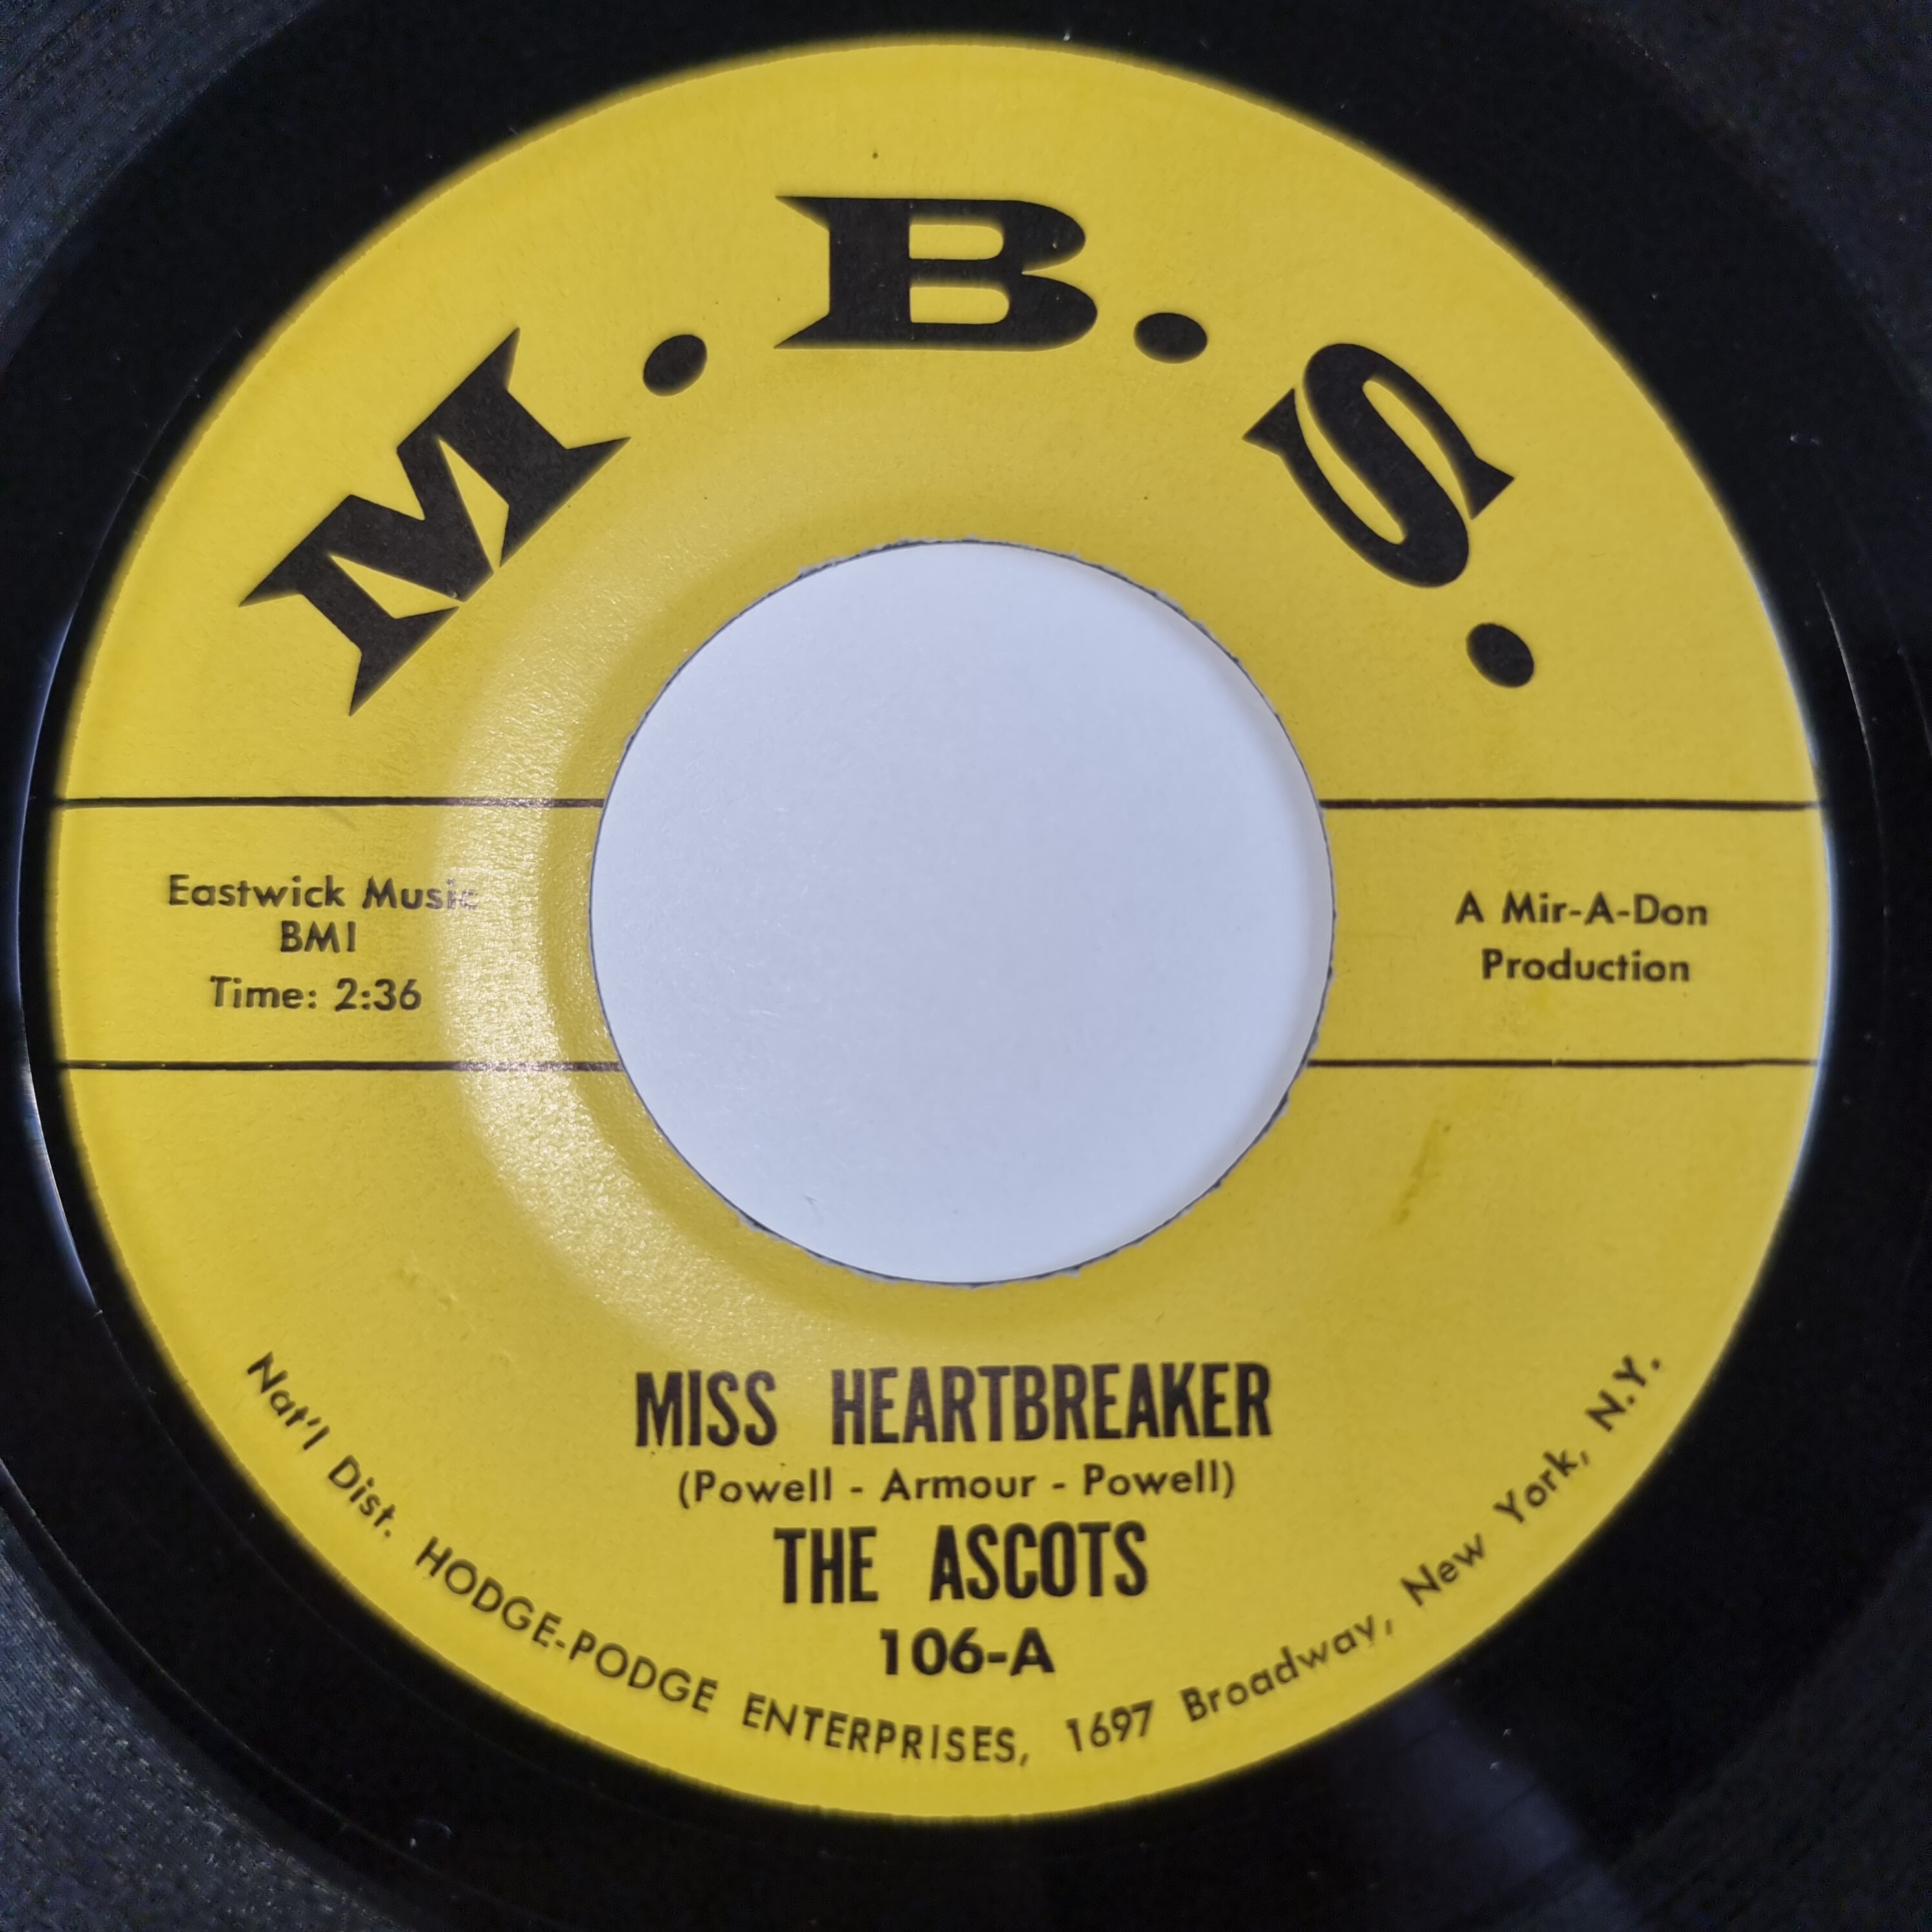 M.B.S.
Eastwick Music
BMI
Time: 2:36
A Mir-A-Don
Production
MISS HEARTBREAKER
(Powell - Armour - Powell)
THE ASCOTS
106-A
Nat'l Dist. HODGE-PODGE ENTERPRISES, 1697 Broadway, New York, N.Y.